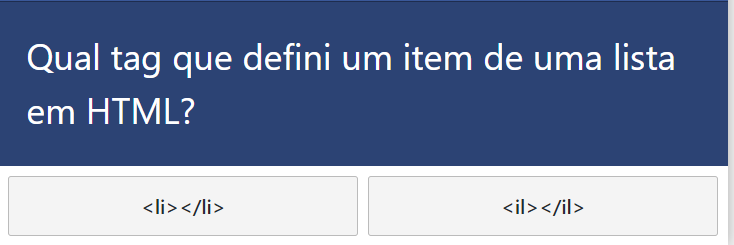 Qual tag que defini um item de uma lista
em HTML?
<li></li>
<il></il>